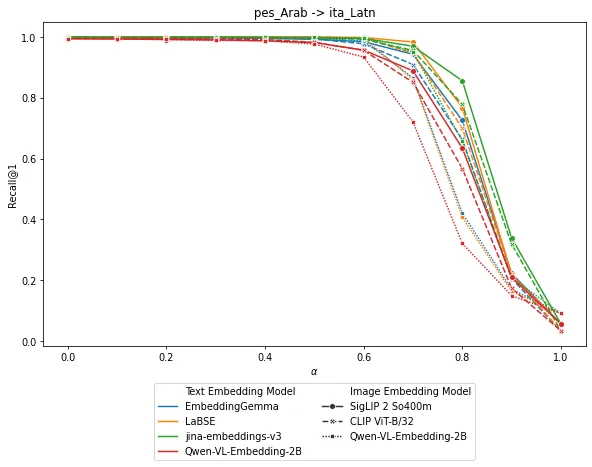 pes_Arab -> ita_Latn
1.0
0.8
0.6
0.4
0.2
0.0
Recall@1
0.0 0.2 0.4 0.6 0.8 1.0
α
Text Embedding Model Image Embedding Model
EmbeddingGemma SigLIP 2 So400m
LaBSE CLIP ViT-B/32
jina-embeddings-v3 Qwen-VL-Embedding-2B
Qwen-VL-Embedding-2B